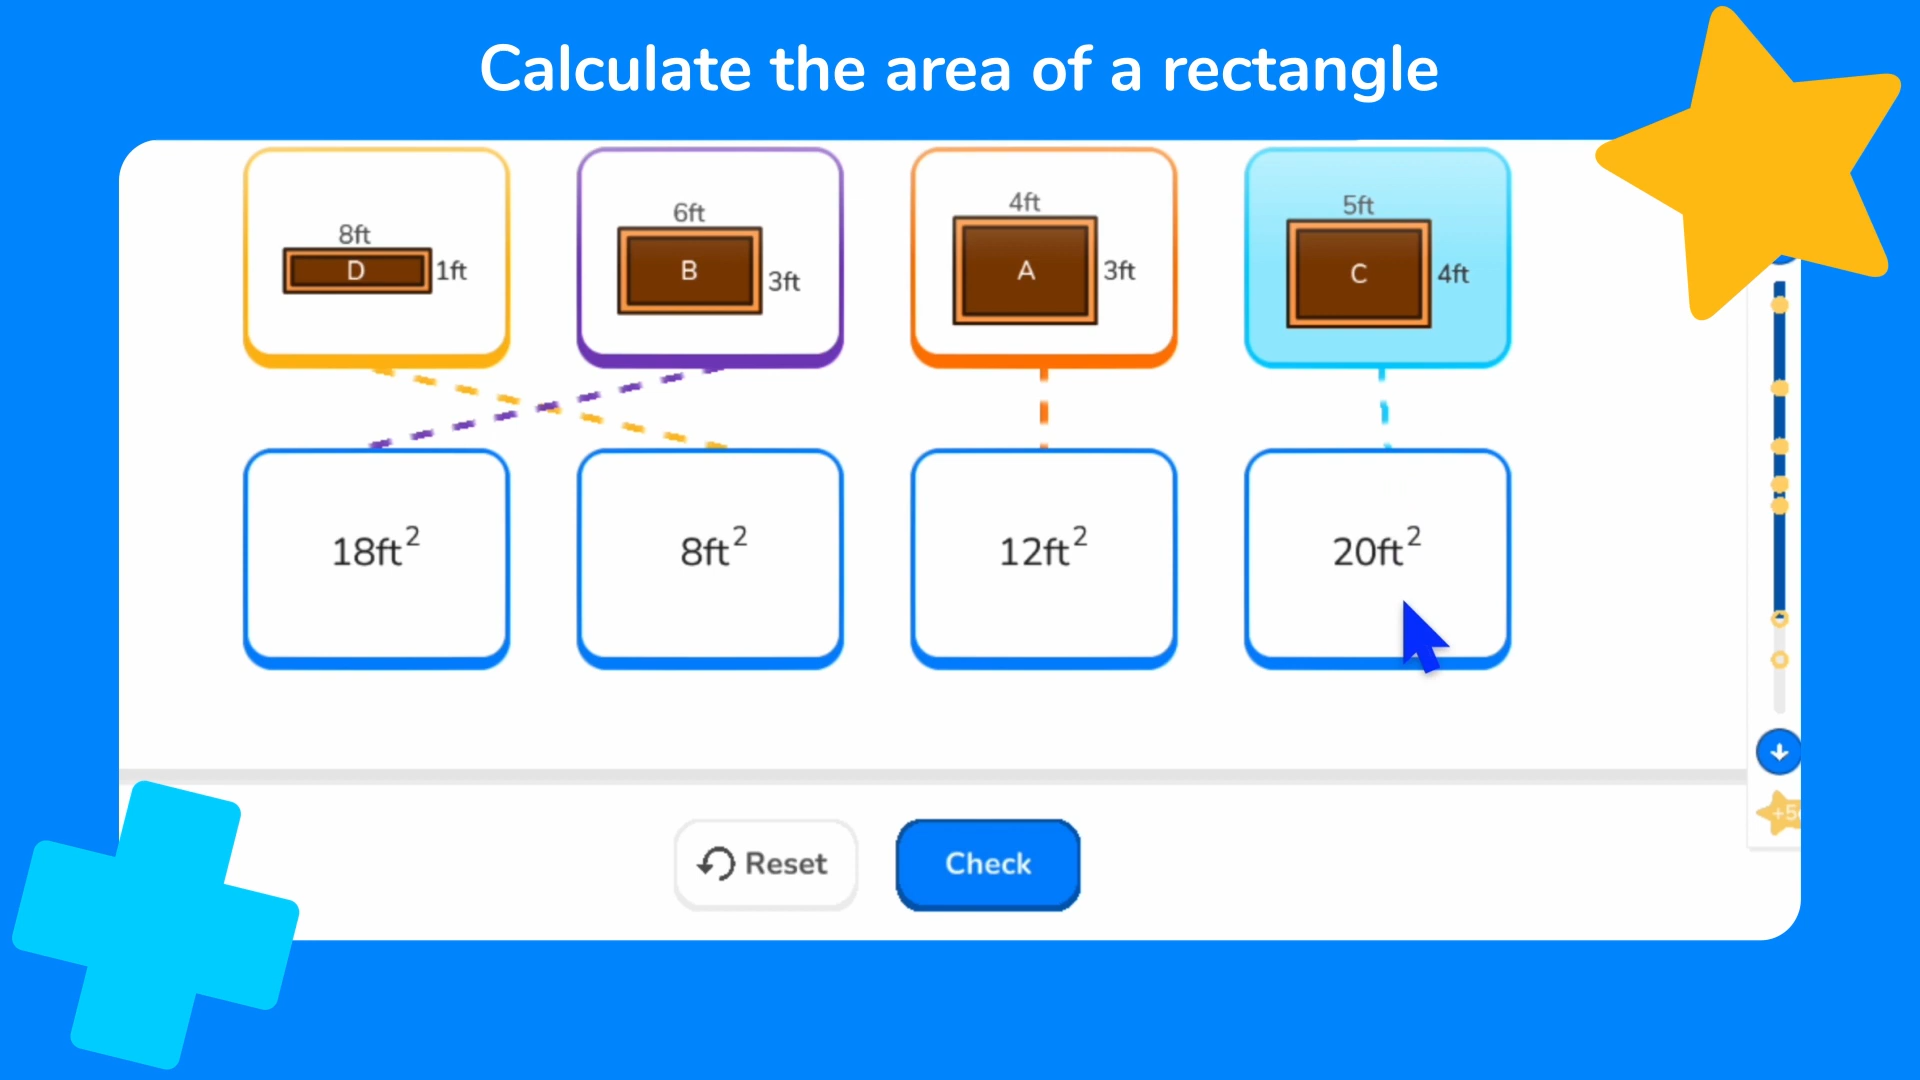 Calculate the area of a rectangle
8ft
D
1ft
6ft
B
3ft
4ft
A
3ft
5ft
C
4ft
18ft²
8ft²
12ft²
20ft²
Reset
Check